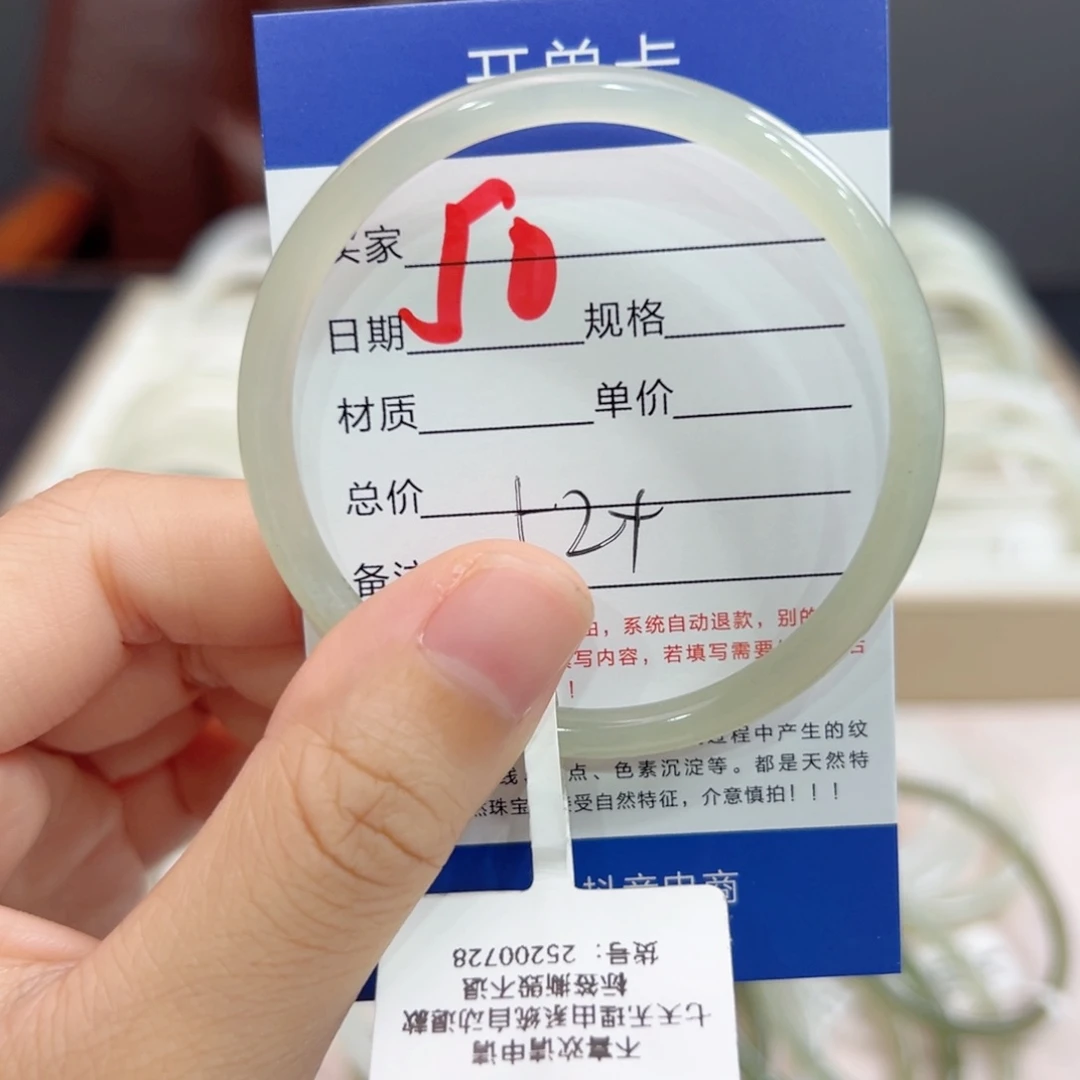 开单卡
买家
日期 规格
材质 单价
总价
备注
，系统自动退款，别的
写内容，若填写需要
！
过程中产生的纹
线、点、色素沉淀等。都是天然特
然珠宝 受自然特征，介意慎拍！！！
抖音电商
不喜欢请申请
七天无理由系统自动退款
标签撕毁不退
货号：25200728